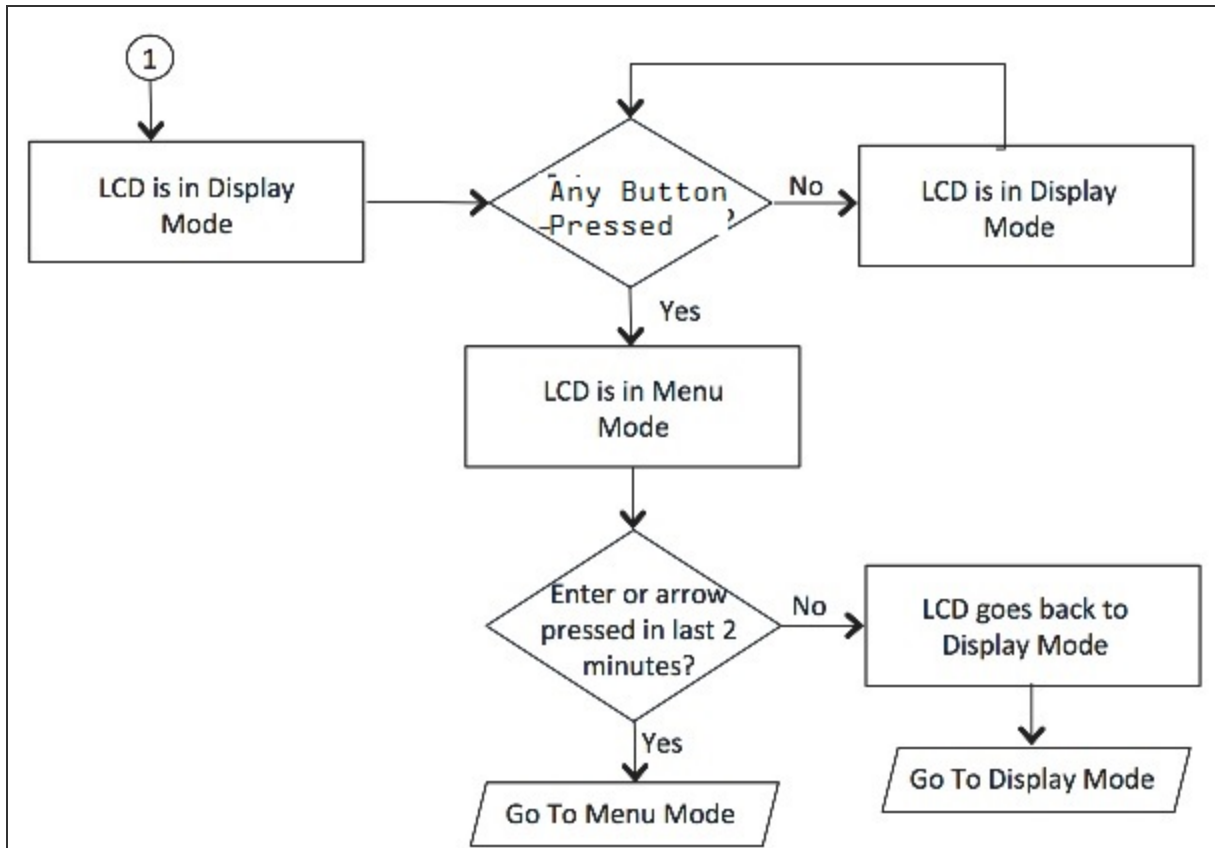 1
LCD is in Display
Mode
Any Button
Pressed
?
No
LCD is in Display
Mode
Yes
LCD is in Menu
Mode
Enter or arrow
pressed in last 2
minutes?
No
LCD goes back to
Display Mode
Yes
Go To Menu Mode
Go To Display Mode